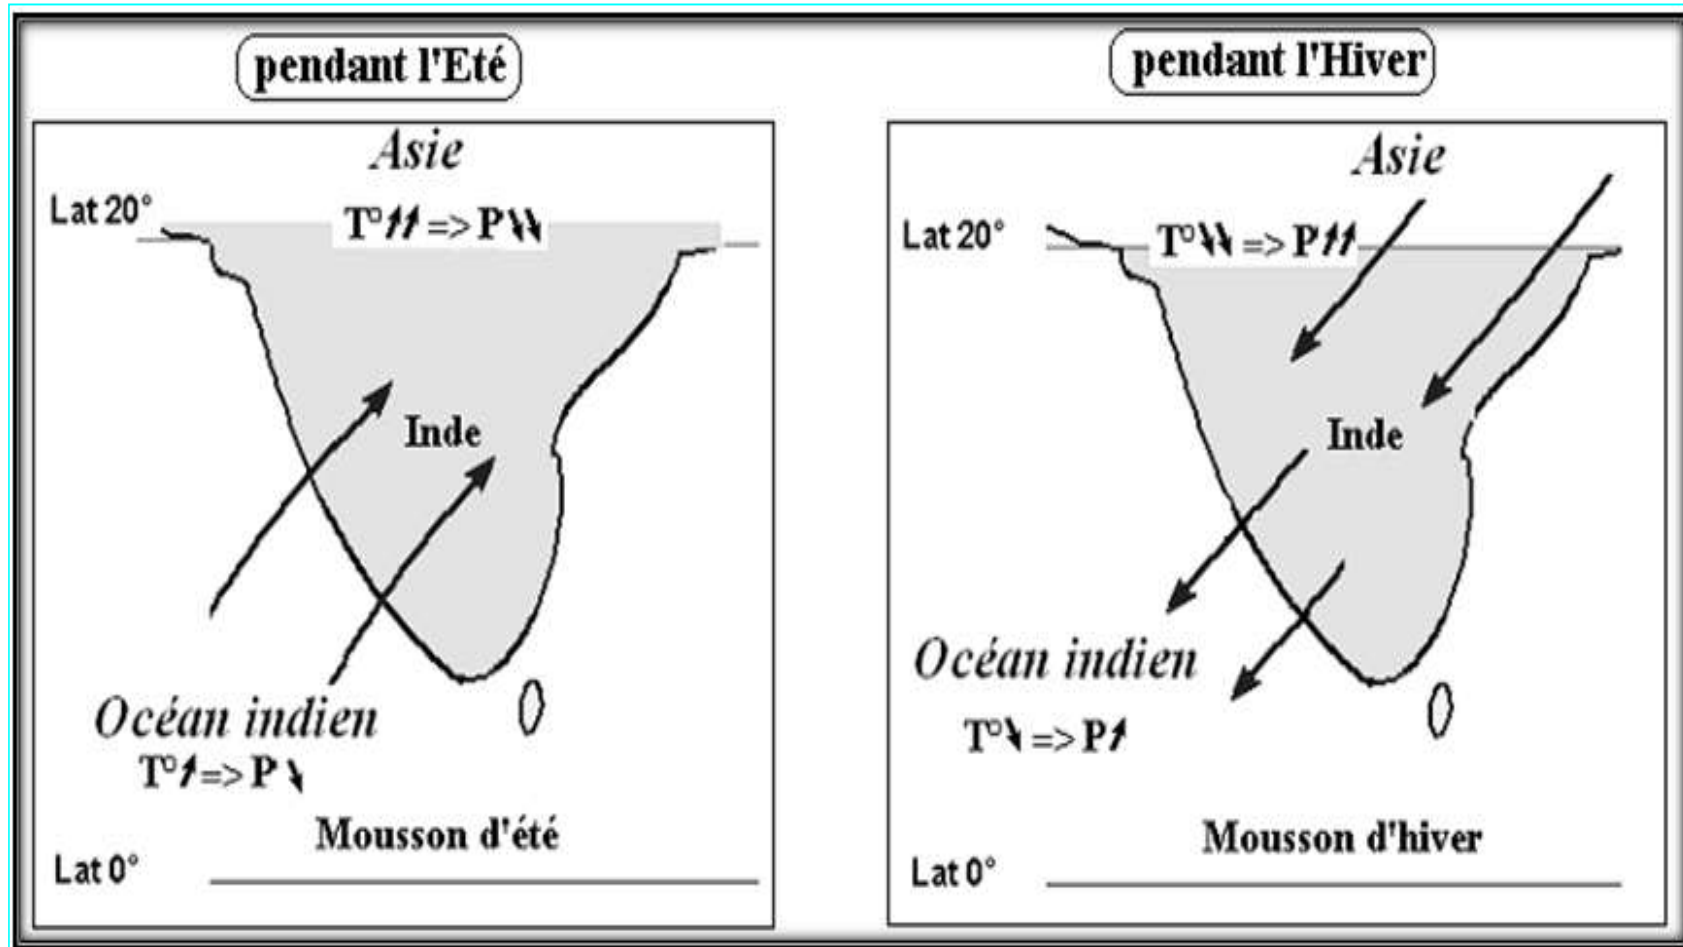 pendant l'Eté
Asie
Lat 20°
T°⬈⬈ => P⬊⬊
Inde
Océan indien
T°⬈ => P ⬊
Mousson d'été
Lat 0°
pendant l'Hiver
Asie
Lat 20°
T°⬊⬊ => P⬈⬈
Inde
Océan indien
T°⬊ => P⬈
Mousson d'hiver
Lat 0°